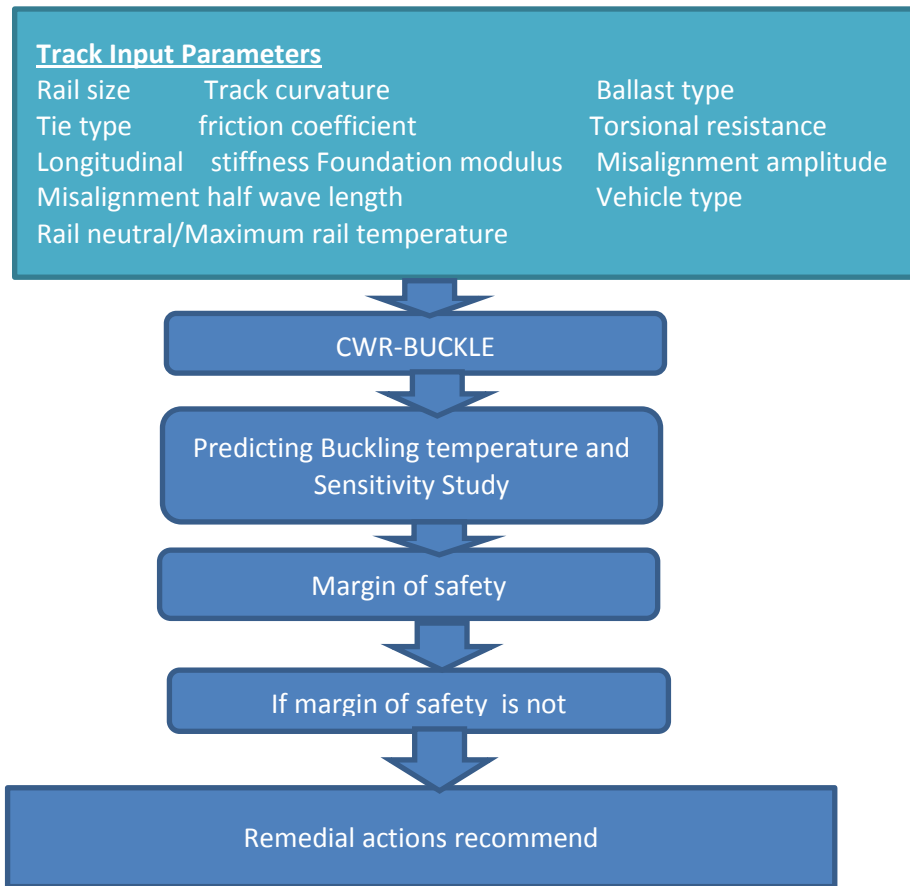 Track Input Parameters
Rail size Track curvature Ballast type
Tie type friction coefficient Torsional resistance
Longitudinal stiffness Foundation modulus Misalignment amplitude
Misalignment half wave length Vehicle type
Rail neutral/Maximum rail temperature
CWR-BUCKLE
Predicting Buckling temperature and
Sensitivity Study
Margin of safety
If margin of safety is not
Remedial actions recommend